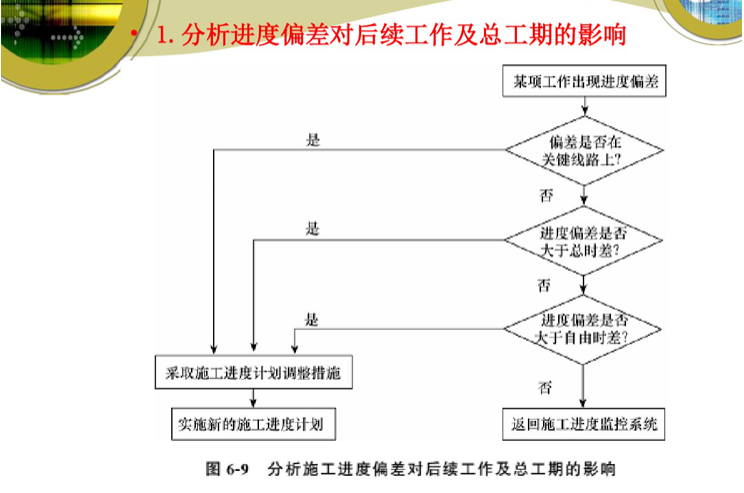 • 1. 分析进度偏差对后续工作及总工期的影响
某项工作出现进度偏差
偏差是否在
关键线路上?
是
否
进度偏差是否
大于总时差?
是
否
进度偏差是否
大于自由时差?
是
否
采取施工进度计划调整措施
实施新的施工进度计划
返回施工进度监控系统
图 6-9 分析施工进度偏差对后续工作及总工期的影响